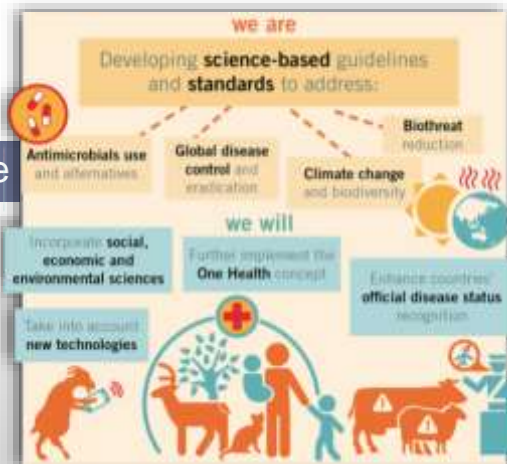 we are
Developing science-based guidelines
and standards to address:
Biothreat
reduction
Antimicrobials use
and alternatives
Global disease
control and
eradication
Climate change
and biodiversity
e
we will
Incorporate social,
economic and
environmental sciences
Further implement the
One Health concept
Enhance countries'
official disease status
recognition
Take into account
new technologies